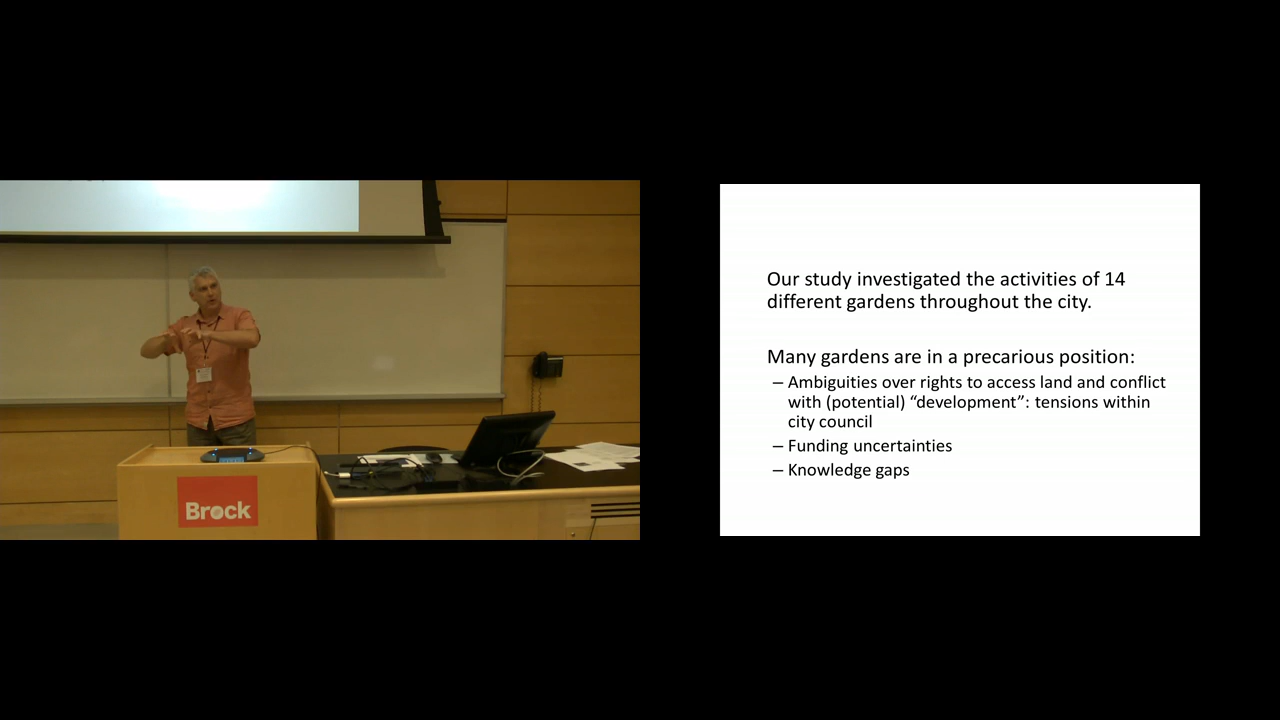 Brock
Our study investigated the activities of 14
different gardens throughout the city.
Many gardens are in a precarious position:
– Ambiguities over rights to access land and conflict
with (potential) “development”: tensions within
city council
– Funding uncertainties
– Knowledge gaps